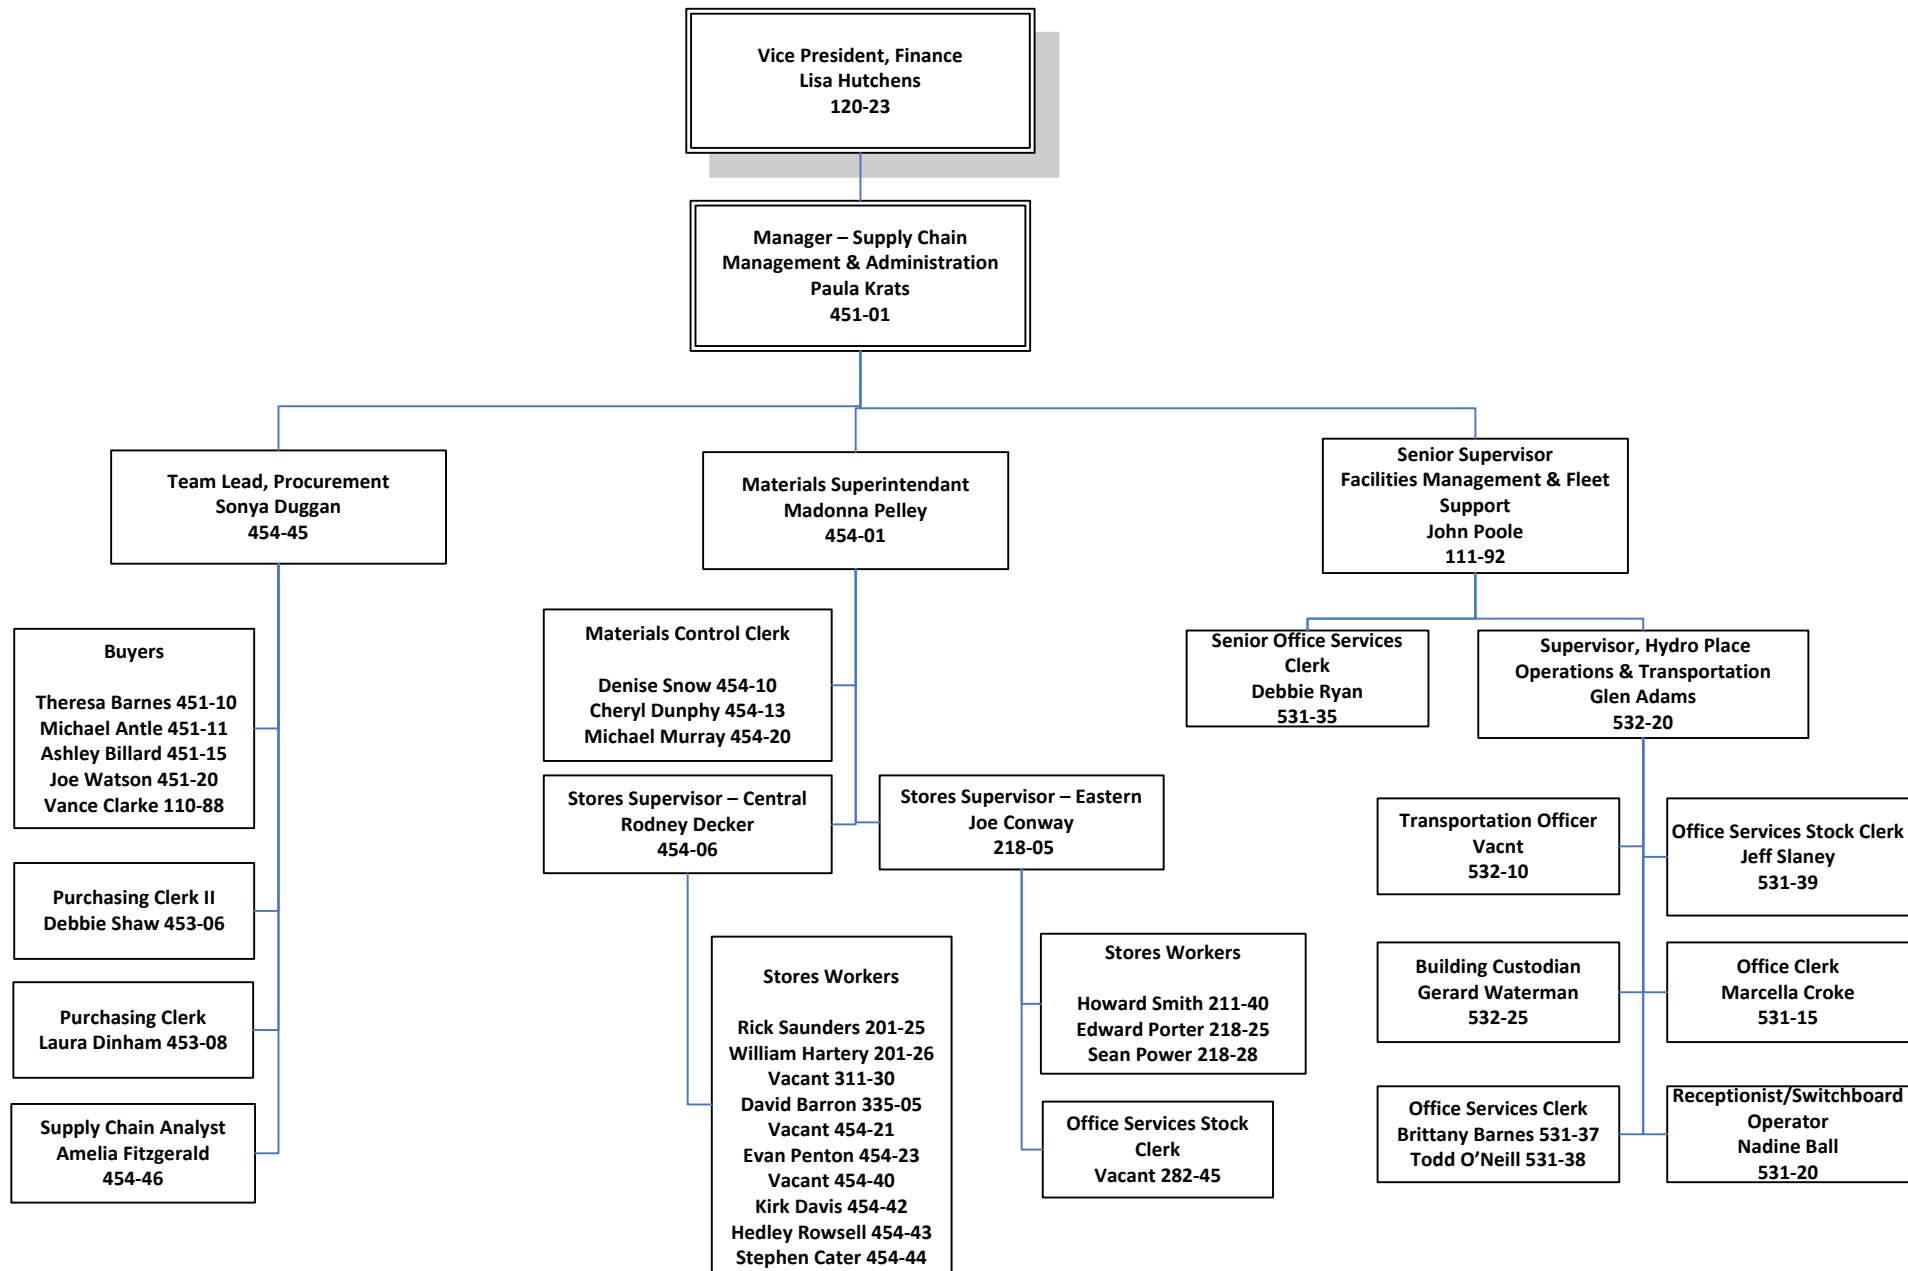 Vice President, Finance
Lisa Hutchens
120-23
Manager – Supply Chain
Management & Administration
Paula Krats
451-01
Team Lead, Procurement
Sonya Duggan
454-45
Materials Superintendant
Madonna Pelley
454-01
Senior Supervisor
Facilities Management & Fleet
Support
John Poole
111-92
Buyers
Theresa Barnes 451-10
Michael Antle 451-11
Ashley Billard 451-15
Joe Watson 451-20
Vance Clarke 110-88
Purchasing Clerk II
Debbie Shaw 453-06
Purchasing Clerk
Laura Dinham 453-08
Supply Chain Analyst
Amelia Fitzgerald
454-46
Materials Control Clerk
Denise Snow 454-10
Cheryl Dunphy 454-13
Michael Murray 454-20
Stores Supervisor – Central
Rodney Decker
454-06
Stores Supervisor – Eastern
Joe Conway
218-05
Stores Workers
Rick Saunders 201-25
William Hartery 201-26
Vacant 311-30
David Barron 335-05
Vacant 454-21
Evan Penton 454-23
Vacant 454-40
Kirk Davis 454-42
Hedley Rowsell 454-43
Stephen Cater 454-44
Stores Workers
Howard Smith 211-40
Edward Porter 218-25
Sean Power 218-28
Office Services Stock
Clerk
Vacant 282-45
Senior Office Services
Clerk
Debbie Ryan
531-35
Supervisor, Hydro Place
Operations & Transportation
Glen Adams
532-20
Transportation Officer
Vacnt
532-10
Office Services Stock Clerk
Jeff Slaney
531-39
Building Custodian
Gerard Waterman
532-25
Office Clerk
Marcella Croke
531-15
Office Services Clerk
Brittany Barnes 531-37
Todd O’Neill 531-38
Receptionist/Switchboard
Operator
Nadine Ball
531-20